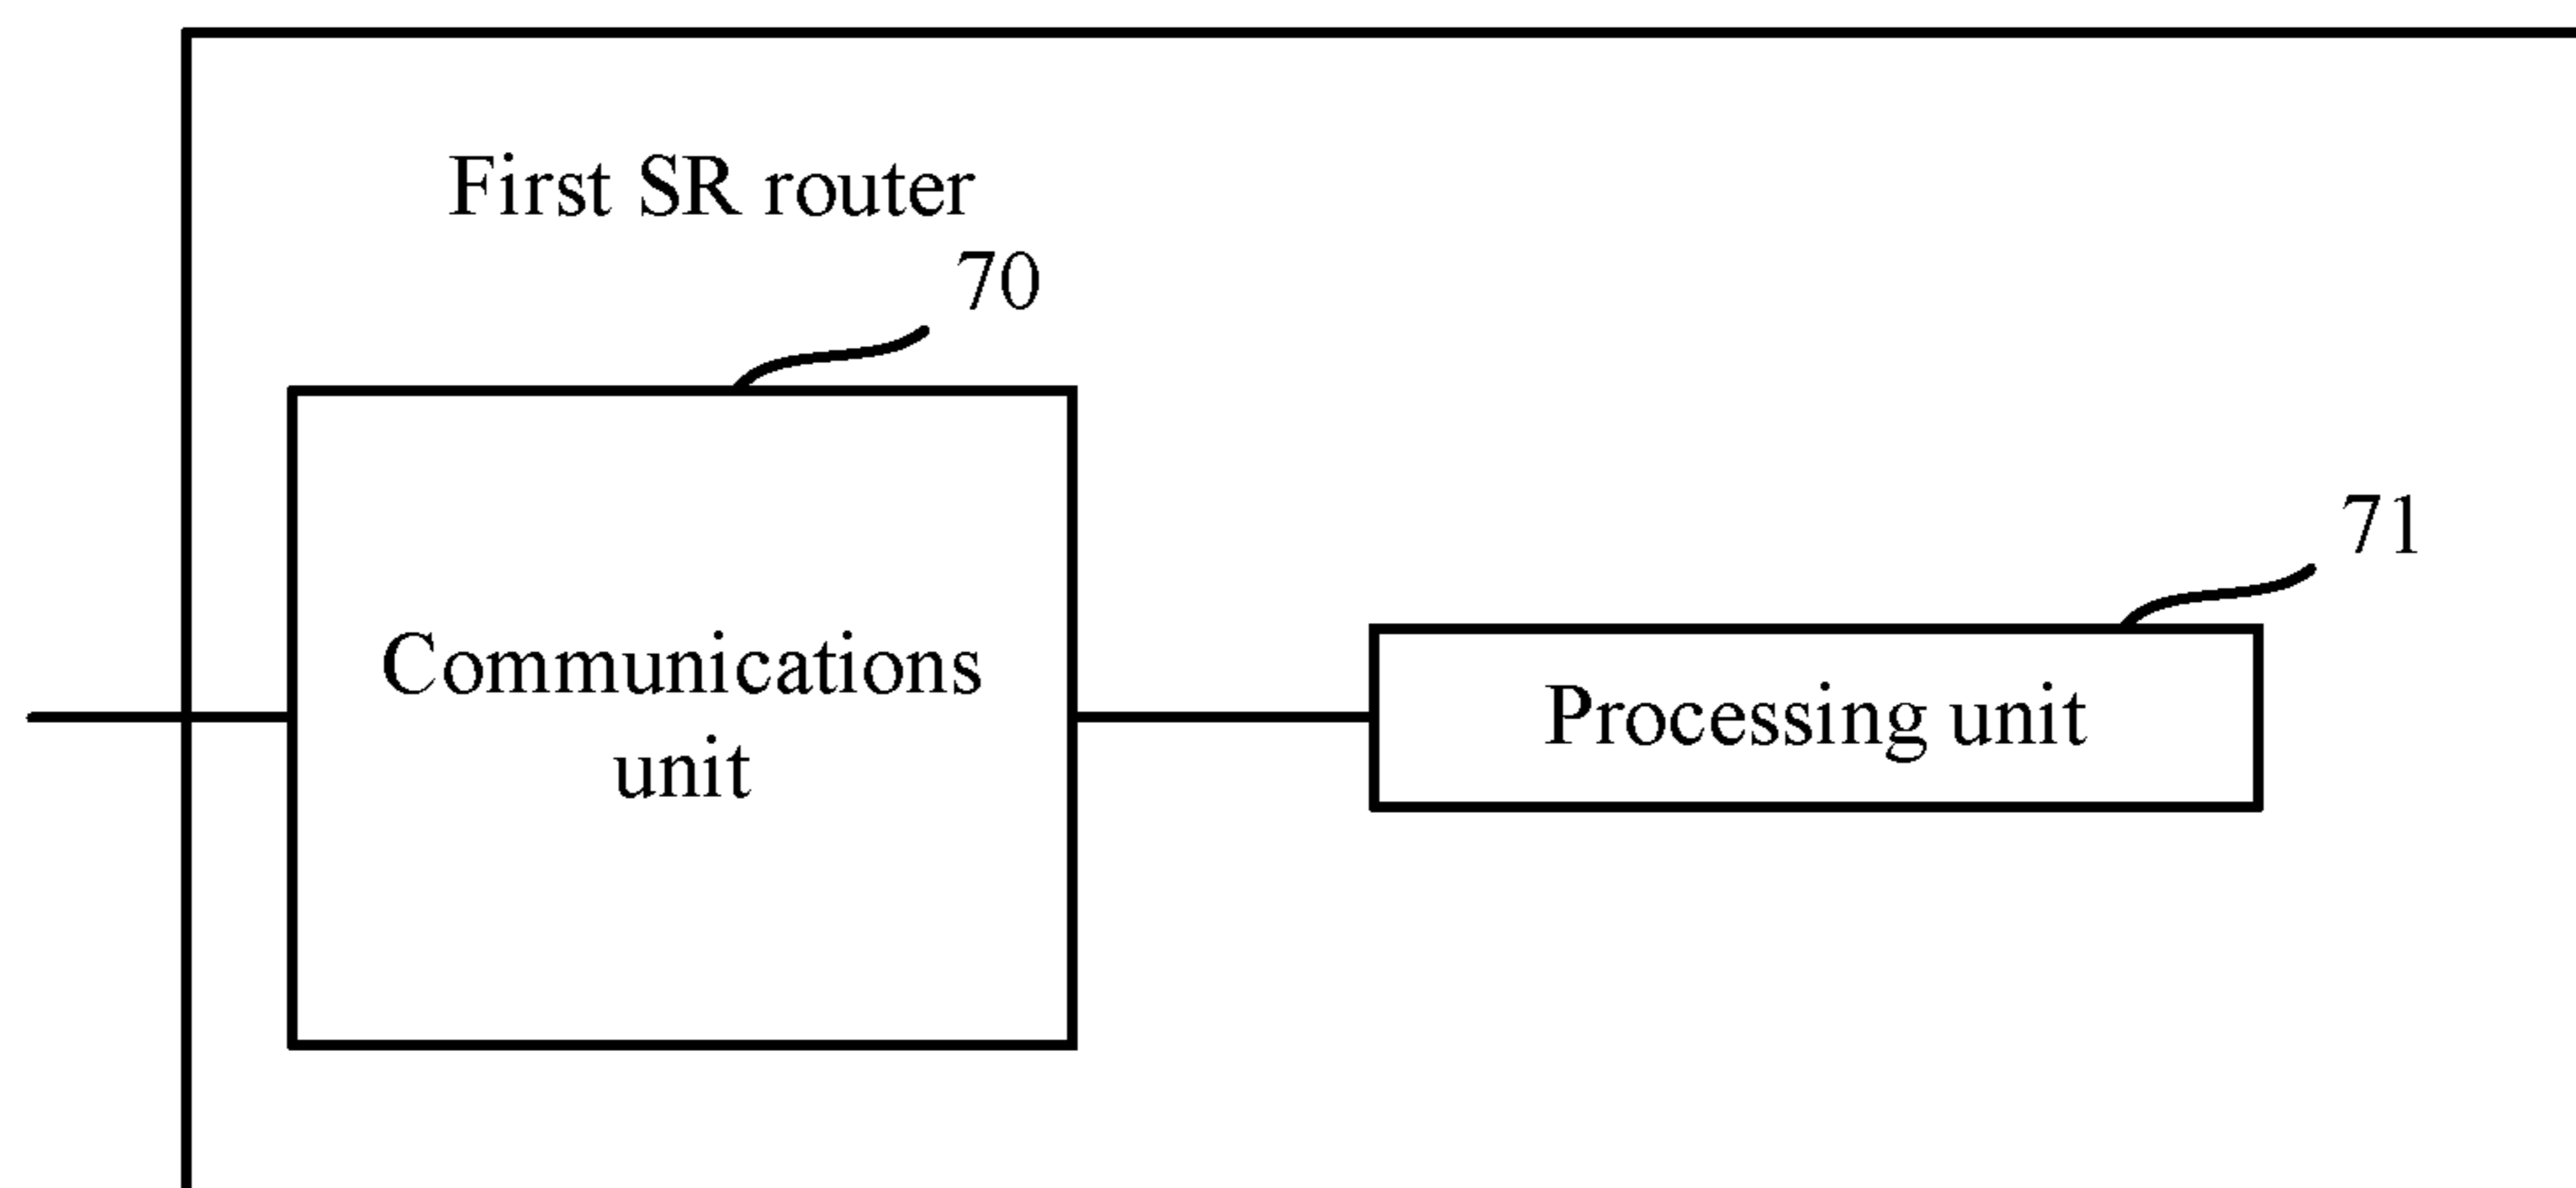 First SR router
70
71
Communications
unit
Processing unit